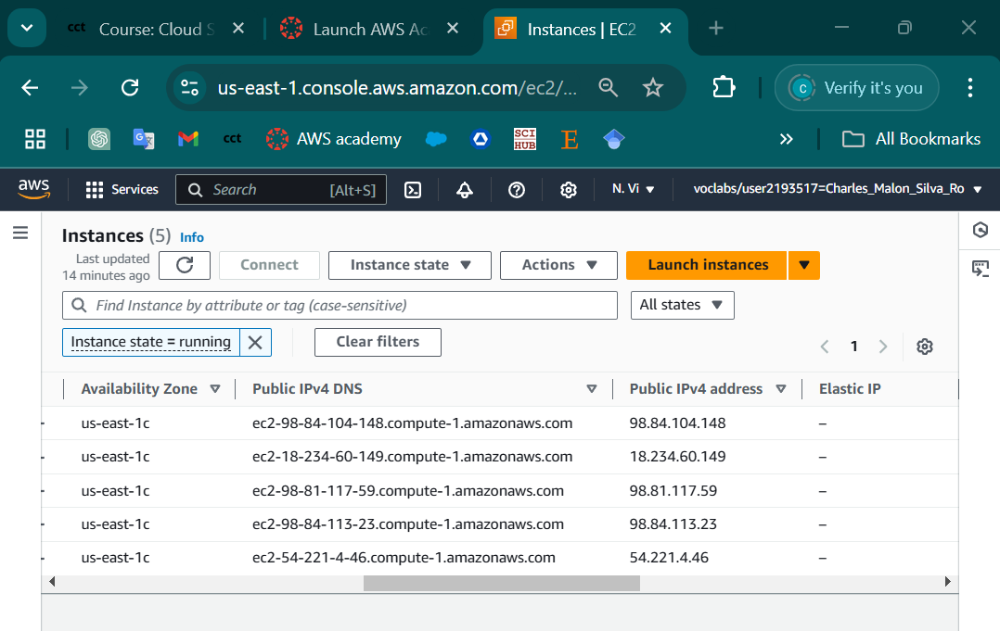 cct Course: Cloud S
Launch AWS Ac
Instances | EC2
us-east-1.console.aws.amazon.com/ec2/...
Verify it's you
cct
AWS academy
SCI HUB
E
All Bookmarks
aws
Services
Search [Alt+S]
N. Vi
voclabs/user2193517=Charles_Malon_Silva_Ro
Instances (5) Info
Last updated
14 minutes ago
Connect
Instance state
Actions
Launch instances
Find Instance by attribute or tag (case-sensitive)
All states
Instance state = running
Clear filters
1
Availability Zone Public IPv4 DNS Public IPv4 address Elastic IP
us-east-1c ec2-98-84-104-148.compute-1.amazonaws.com 98.84.104.148 –
us-east-1c ec2-18-234-60-149.compute-1.amazonaws.com 18.234.60.149 –
us-east-1c ec2-98-81-117-59.compute-1.amazonaws.com 98.81.117.59 –
us-east-1c ec2-98-84-113-23.compute-1.amazonaws.com 98.84.113.23 –
us-east-1c ec2-54-221-4-46.compute-1.amazonaws.com 54.221.4.46 –